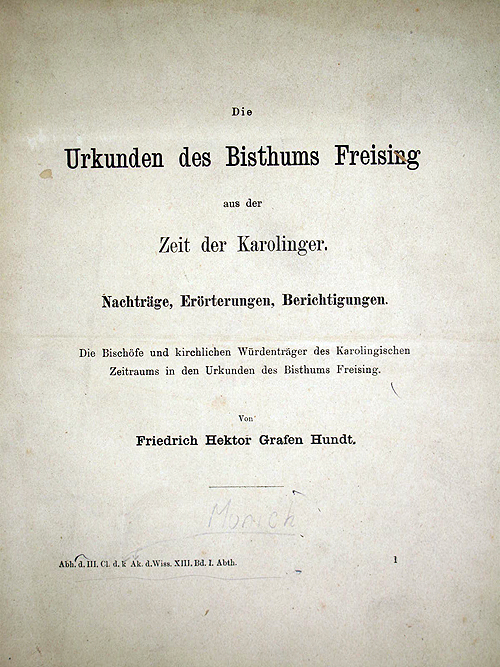 Die
Urkunden des Bisthums Freising
aus der
Zeit der Karolinger.
Nachträge, Erörterungen, Berichtigungen.
Die Bischöfe und kirchlichen Würdenträger des Karolingischen
Zeitraums in den Urkunden des Bisthums Freising.
Von
Friedrich Hektor Grafen Hundt.
Abh. d. III. Cl. d. k Ak. d. Wiss. XIII. Bd. I. Abth.
1